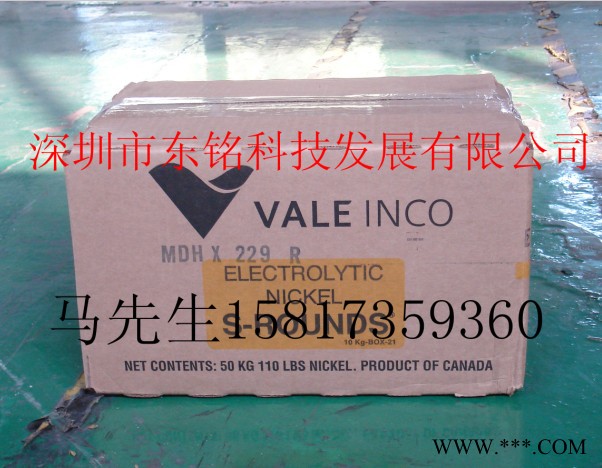 深圳市东铭科技发展有限公司
VALE INCO
MDH X 229 R
ELECTROLYTIC
NICKEL
马先生15817359360
S-ROUNDS
10 Kg-BOX-21
NET CONTENTS: 50 KG 110 LBS NICKEL. PRODUCT OF CANADA
WWW.***.COM